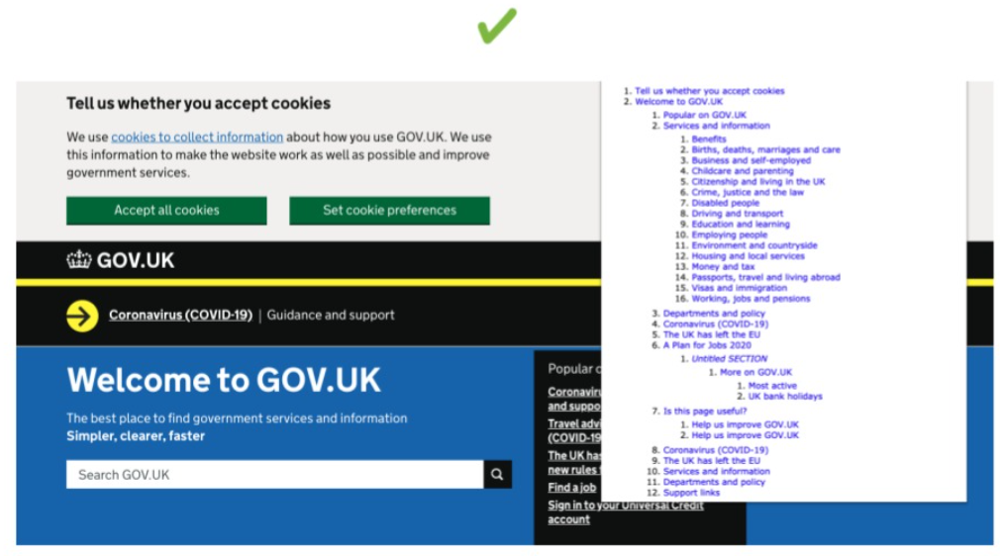 Tell us whether you accept cookies
We use cookies to collect information about how you use GOV.UK. We use
this information to make the website work as well as possible and improve
government services.
Accept all cookies
Set cookie preferences
GOV.UK
Coronavirus (COVID-19) | Guidance and support
Welcome to GOV.UK
The best place to find government services and information
Simpler, clearer, faster
Search GOV.UK
Popular
and
Travel
(COVID-19
The UK has
new rules
Find a job
Sign in to your Universal Credit
account
1. Tell us whether you accept cookies
2. Welcome to GOV.UK
1. Popular on GOV.UK
2. Services and information
1. Benefits
2. Births, deaths, marriages and care
3. Business and self-employed
4. Childcare and parenting
5. Citizenship and living in the UK
6. Crime, justice and the law
7. Disabled people
8. Driving and transport
9. Education and learning
10. Employing people
11. Environment and countryside
12. Housing and local services
13. Money and tax
14. Passports, travel and living abroad
15. Visas and immigration
16. Working, jobs and pensions
3. Departments and policy
4. Coronavirus (COVID-19)
5. The UK has left the EU
6. A Plan for Jobs 2020
1. Untitled SECTION
1. More on GOV.UK
1. Most active
2. UK bank holidays
7. Is this page useful?
1. Help us improve GOV.UK
2. Help us improve GOV.UK
8. Coronavirus (COVID-19)
9. The UK has left the EU
10. Services and information
11. Departments and policy
12. Support links